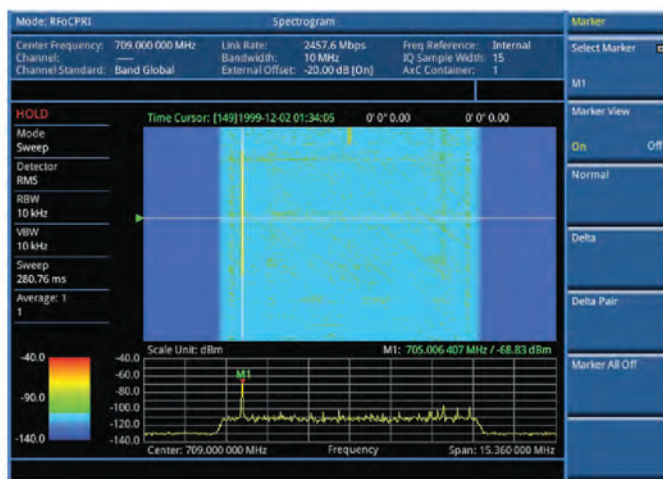 Mode: RFoCPRI
Spectrogram
Marker
Center Frequency: 709.000 000 MHz
Link Rate: 2457.6 Mbps
Freq Reference: Internal
Channel: —
Bandwidth: 10 MHz
IQ Sample Width: 15
Channel Standard: Band Global
External Offset: -20.00 dB [On]
AxC Container: 1
Select Marker
M1
HOLD
Time Cursor: [149]1999-12-02 01:34:05
0' 0" 0.00
0' 0" 0.00
Mode
Sweep
Detector
RMS
RBW
10 kHz
VBW
10 kHz
Sweep
280.76 ms
Average: 1
1
Marker View
On Off
Normal
Delta
Delta Pair
Marker All Off
Scale Unit: dBm
M1: 705.006 407 MHz / -68.83 dBm
-40.0
-90.0
-140.0
-40.0
-60.0
-80.0
-100.0
-120.0
-140.0
M1
Center: 709.000 000 MHz
Frequency
Span: 15.360 000 MHz